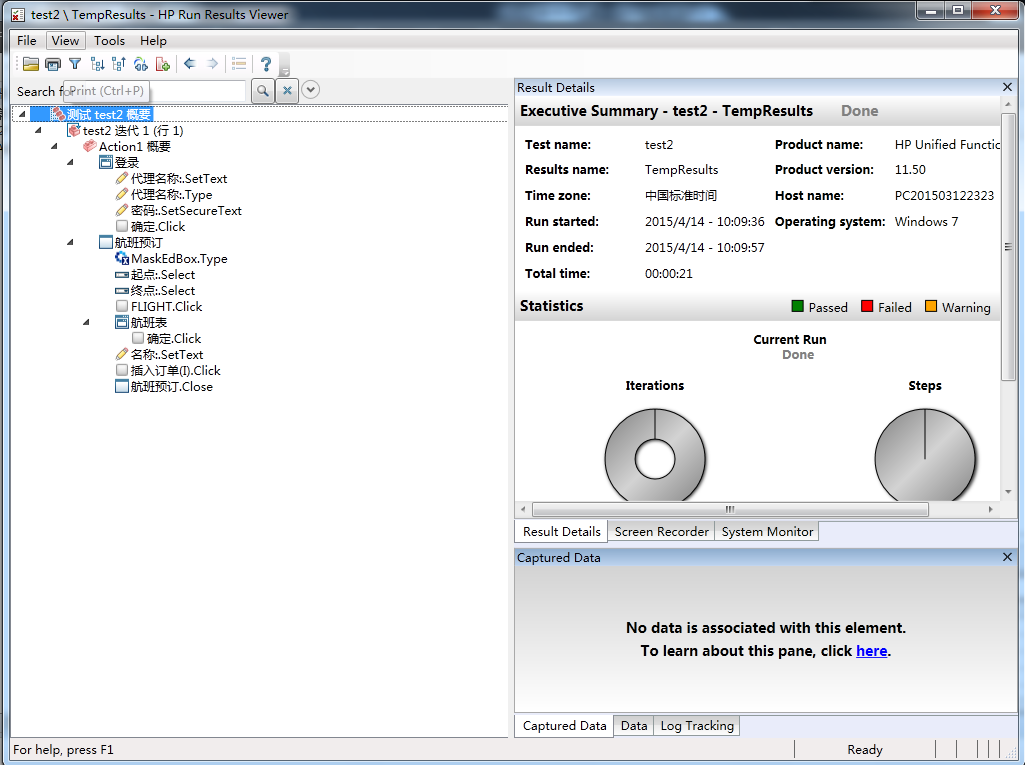 test2 \ TempResults - HP Run Results Viewer
File View Tools Help
Search fo
Print (Ctrl+P)
测试 test2 概要
test2 迭代 1 (行 1)
Action1 概要
登录
代理名称:.SetText
代理名称:.Type
密码:.SetSecureText
确定.Click
航班预订
MaskEdBox.Type
起点:.Select
终点:.Select
FLIGHT.Click
航班表
确定.Click
名称:.SetText
插入订单(I).Click
航班预订.Close
Result Details
Executive Summary - test2 - TempResults Done
Test name: test2 Product name: HP Unified Functic
Results name: TempResults Product version: 11.50
Time zone: 中国标准时间 Host name: PC201503122323
Run started: 2015/4/14 - 10:09:36 Operating system: Windows 7
Run ended: 2015/4/14 - 10:09:57
Total time: 00:00:21
Statistics Passed Failed Warning
Current Run
Done
Iterations Steps
Result Details Screen Recorder System Monitor
Captured Data
No data is associated with this element.
To learn about this pane, click here.
Captured Data Data Log Tracking
For help, press F1 Ready